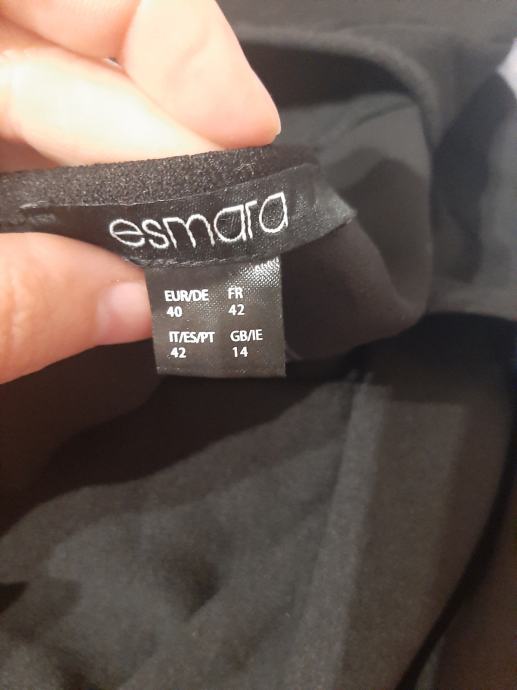 esmara
EUR/DE FR
40 42
IT/ES/PT GB/IE
42 14